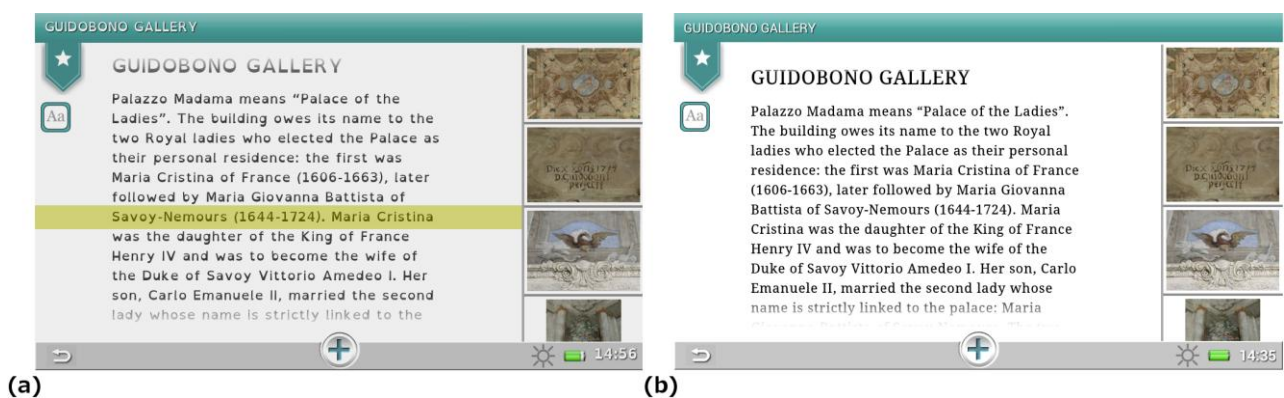 GUIDOBONO GALLERY
GUIDOBONO GALLERY
Aa
Palazzo Madama means “Palace of the
Ladies”. The building owes its name to the
two Royal ladies who elected the Palace as
their personal residence: the first was
Maria Cristina of France (1606-1663), later
followed by Maria Giovanna Battista of
Savoy-Nemours (1644-1724). Maria Cristina
was the daughter of the King of France
Henry IV and was to become the wife of
the Duke of Savoy Vittorio Amedeo I. Her
son, Carlo Emanuele II, married the second
lady whose name is strictly linked to the
14:56
(a)
GUIDOBONO GALLERY
GUIDOBONO GALLERY
Aa
Palazzo Madama means “Palace of the Ladies”.
The building owes its name to the two Royal
ladies who elected the Palace as their personal
residence: the first was Maria Cristina of France
(1606-1663), later followed by Maria Giovanna
Battista of Savoy-Nemours (1644-1724). Maria
Cristina was the daughter of the King of France
Henry IV and was to become the wife of the
Duke of Savoy Vittorio Amedeo I. Her son, Carlo
Emanuele II, married the second lady whose
name is strictly linked to the palace: Maria
14:35
(b)